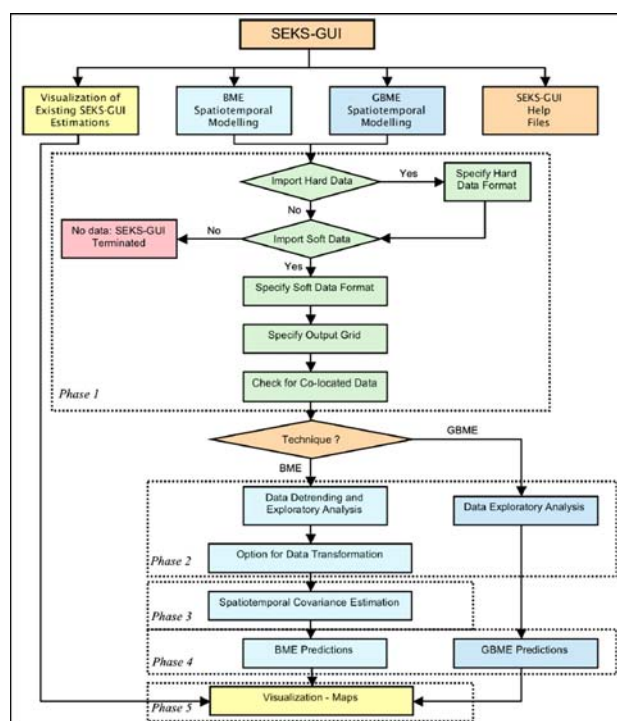 SEKS-GUI
Visualization of
Existing SEKS-GUI
Estimations
BME
Spatiotemporal
Modelling
GBME
Spatiotemporal
Modelling
SEKS-GUI
Help
Files
Import Hard Data
Yes
Specify Hard
Data Format
No
No data: SEKS-GUI
Terminated
No
Import Soft Data
Yes
Specify Soft Data Format
Specify Output Grid
Check for Co-located Data
Phase 1
Technique ?
GBME
BME
Data Detrending and
Exploratory Analysis
Data Exploratory Analysis
Option for Data Transformation
Phase 2
Spatiotemporal Covariance Estimation
Phase 3
BME Predictions
GBME Predictions
Phase 4
Visualization - Maps
Phase 5